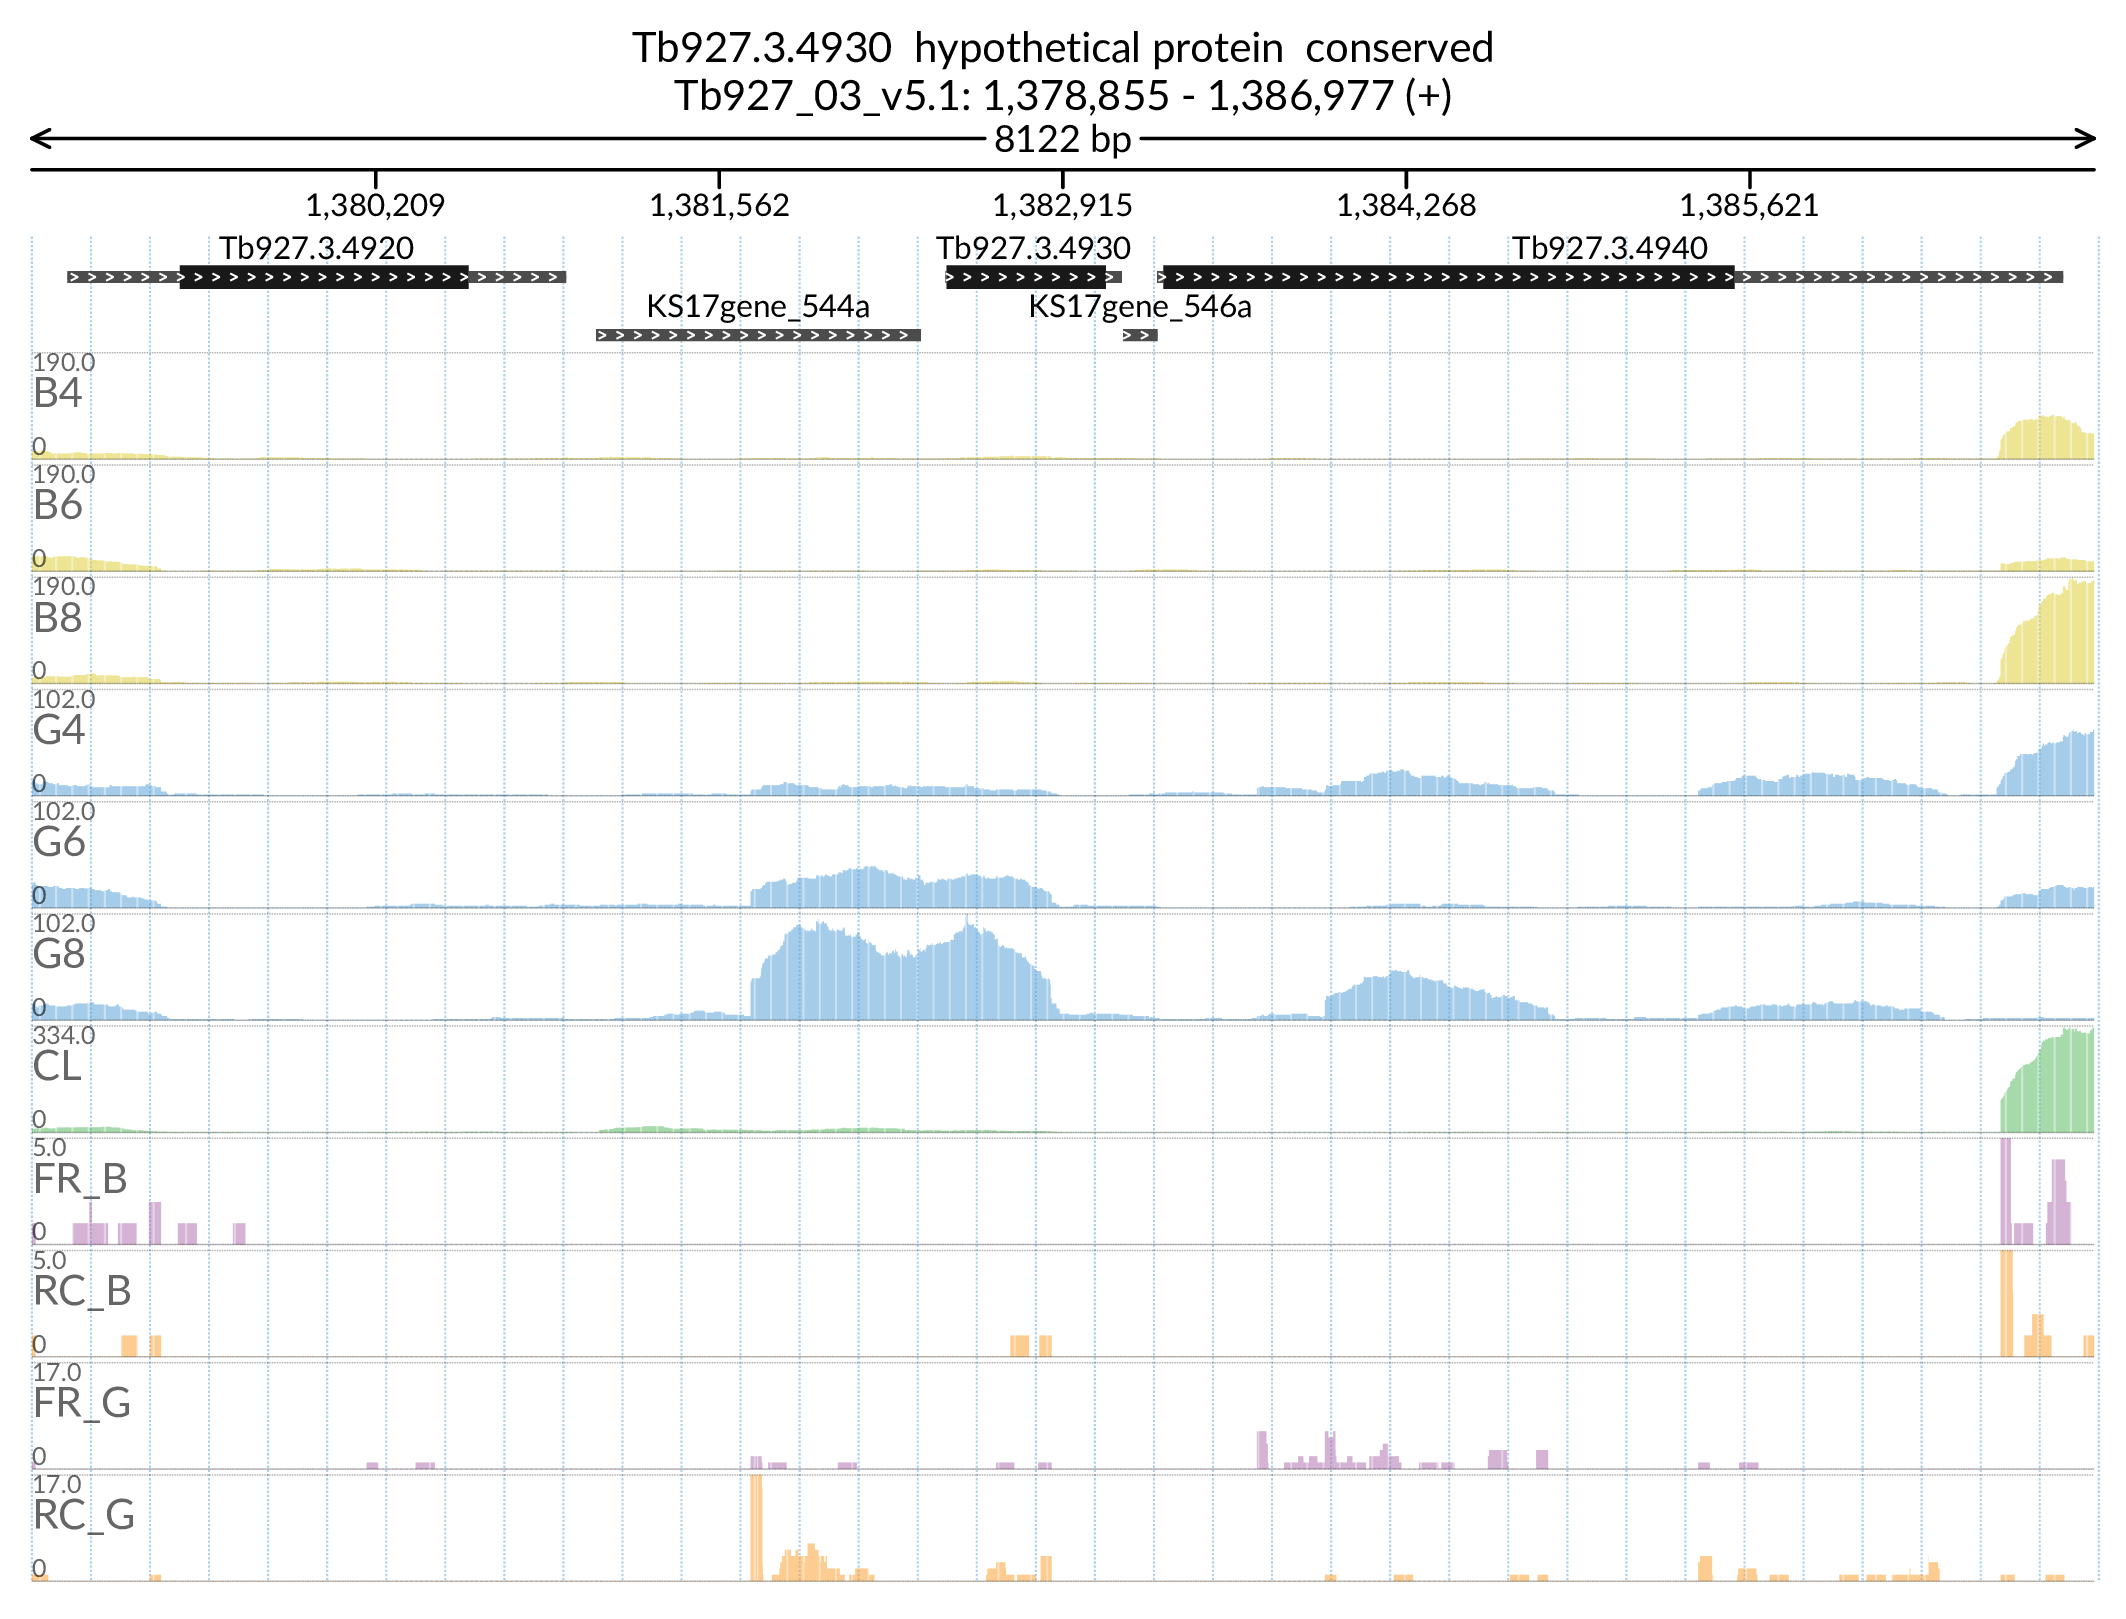 Tb927.3.4930  hypothetical protein  conserved
Tb927_03_v5.1: 1,378,855 - 1,386,977 (+)
8122 bp
1,380,209 1,381,562 1,382,915 1,384,268 1,385,621
Tb927.3.4920 Tb927.3.4930 Tb927.3.4940
KS17gene_544a KS17gene_546a
190.0
B4
0
190.0
B6
0
190.0
B8
0
102.0
G4
0
102.0
G6
0
102.0
G8
0
334.0
CL
0
5.0
FR_B
0
5.0
RC_B
0
17.0
FR_G
0
17.0
RC_G
0